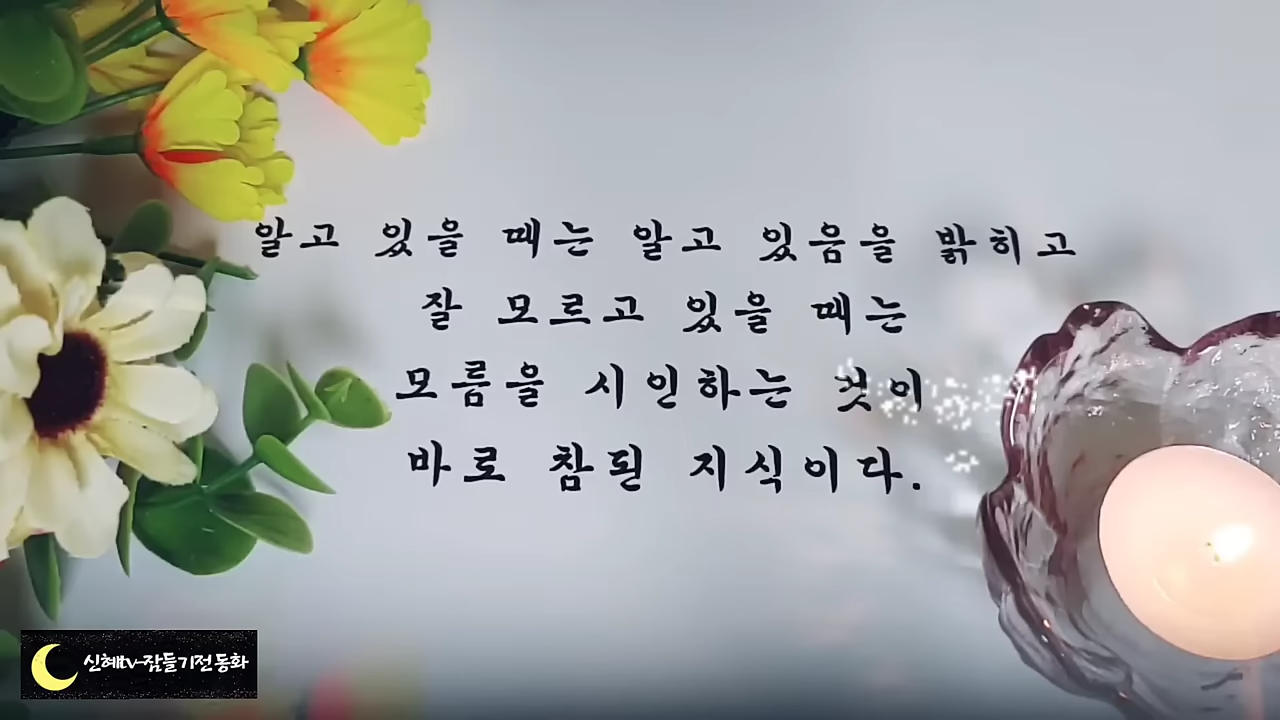 알고 있을 때는 알고 있음을 밝히고
잘 모르고 있을 때는
모름을 시인하는 것이
바로 참된 지식이다.
신혜tv-잠들기전동화